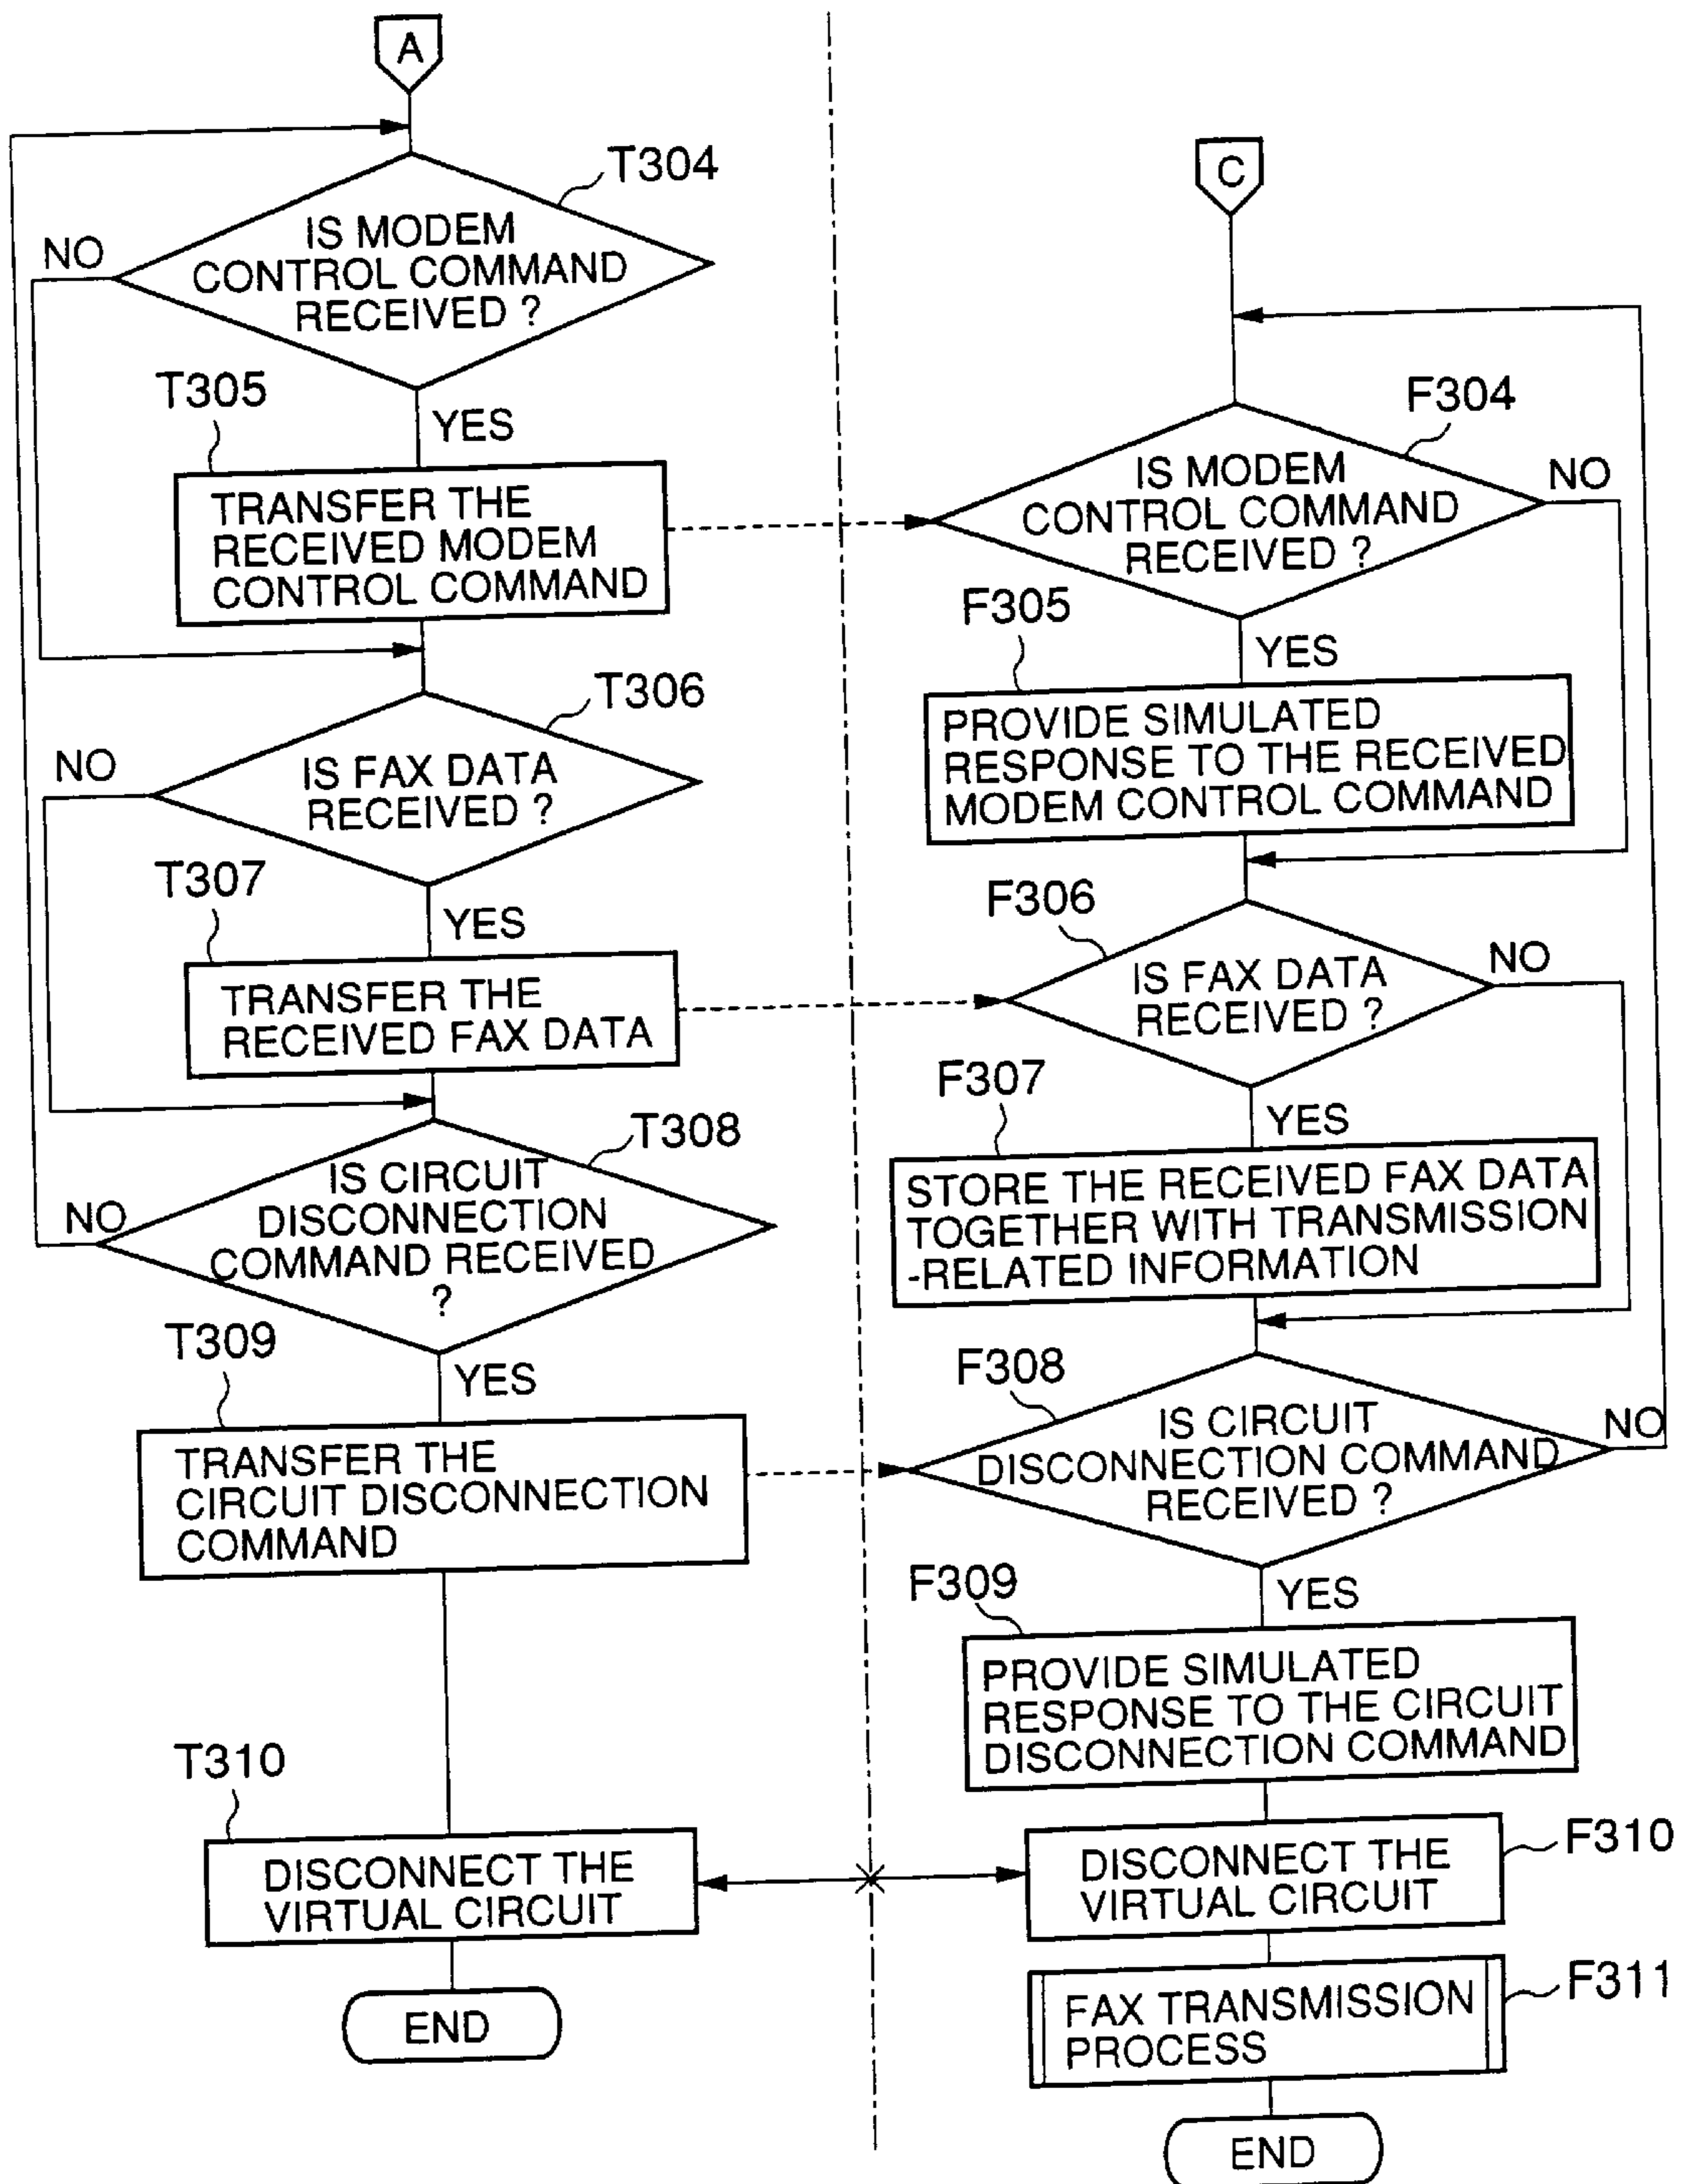 A
T304
IS MODEM
CONTROL COMMAND
RECEIVED ?
NO
YES
T305
TRANSFER THE
RECEIVED MODEM
CONTROL COMMAND
T306
IS FAX DATA
RECEIVED ?
NO
YES
T307
TRANSFER THE
RECEIVED FAX DATA
T308
IS CIRCUIT
DISCONNECTION
COMMAND RECEIVED
?
NO
YES
T309
TRANSFER THE
CIRCUIT DISCONNECTION
COMMAND
T310
DISCONNECT THE
VIRTUAL CIRCUIT
END
C
F304
IS MODEM
CONTROL COMMAND
RECEIVED ?
NO
YES
F305
PROVIDE SIMULATED
RESPONSE TO THE RECEIVED
MODEM CONTROL COMMAND
F306
IS FAX DATA
RECEIVED ?
NO
YES
F307
STORE THE RECEIVED FAX DATA
TOGETHER WITH TRANSMISSION
-RELATED INFORMATION
F308
IS CIRCUIT
DISCONNECTION COMMAND
RECEIVED ?
NO
YES
F309
PROVIDE SIMULATED
RESPONSE TO THE CIRCUIT
DISCONNECTION COMMAND
F310
DISCONNECT THE
VIRTUAL CIRCUIT
F311
FAX TRANSMISSION
PROCESS
END